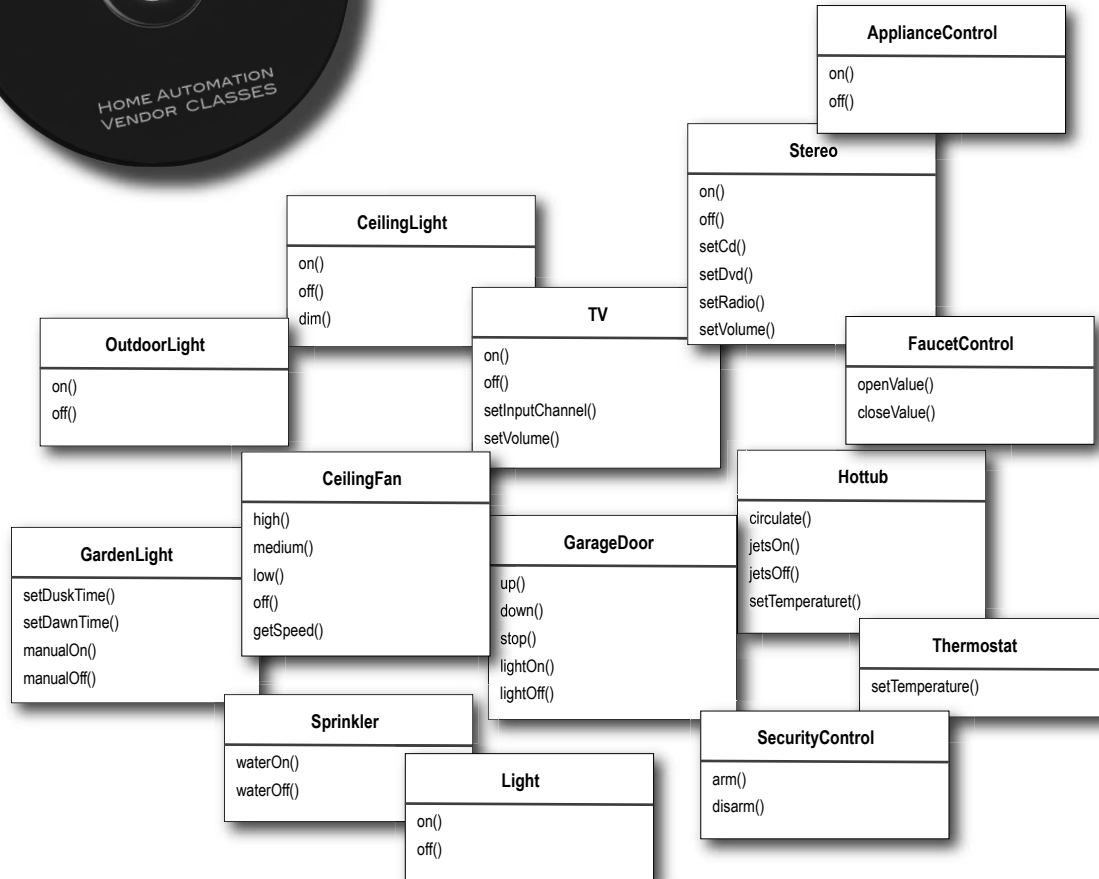 HOME AUTOMATION
VENDOR CLASSES
ApplianceControl
on()
off()
Stereo
on()
off()
setCd()
setDvd()
setRadio()
setVolume()
CeilingLight
on()
off()
dim()
TV
on()
off()
setInputChannel()
setVolume()
OutdoorLight
on()
off()
FaucetControl
openValue()
closeValue()
CeilingFan
high()
medium()
low()
off()
getSpeed()
Hottub
circulate()
jetsOn()
jetsOff()
setTemperaturet()
GardenLight
setDuskTime()
setDawnTime()
manualOn()
manualOff()
GarageDoor
up()
down()
stop()
lightOn()
lightOff()
Thermostat
setTemperature()
Sprinkler
waterOn()
waterOff()
SecurityControl
arm()
disarm()
Light
on()
off()